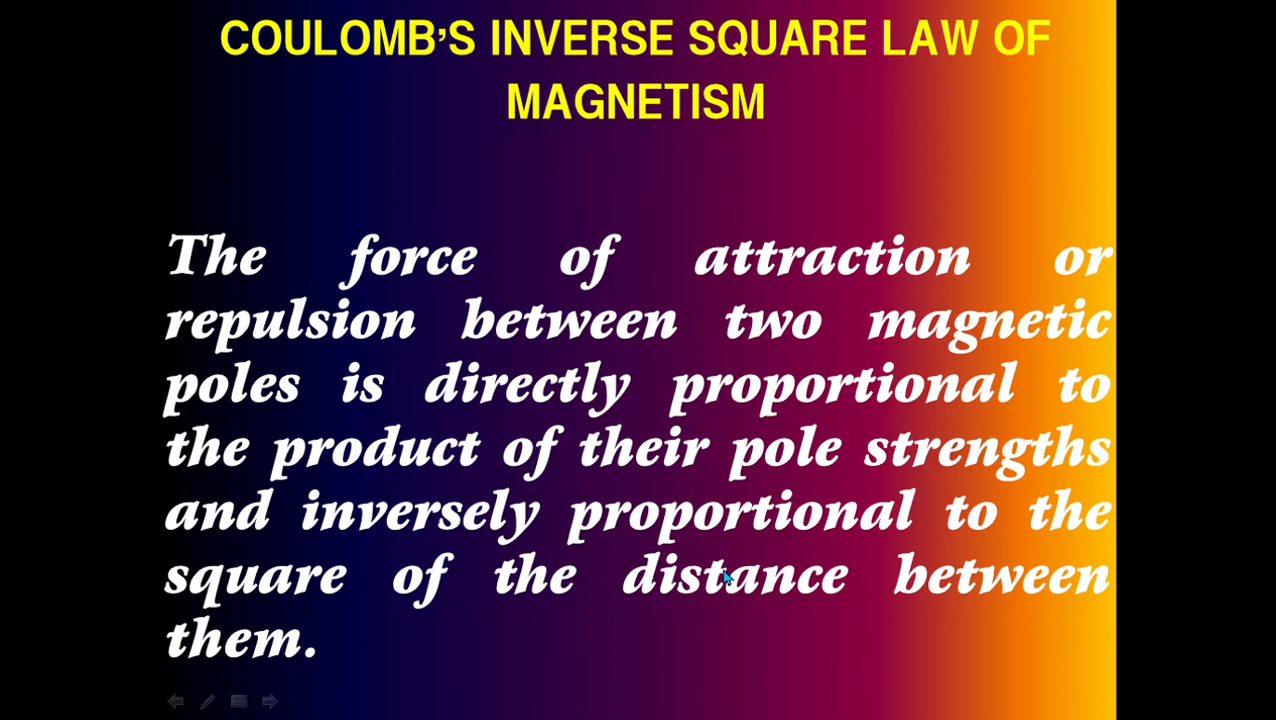 COULOMB'S INVERSE SQUARE LAW OF
MAGNETISM
The force of attraction or
repulsion between two magnetic
poles is directly proportional to
the product of their pole strengths
and inversely proportional to the
square of the distance between
them.